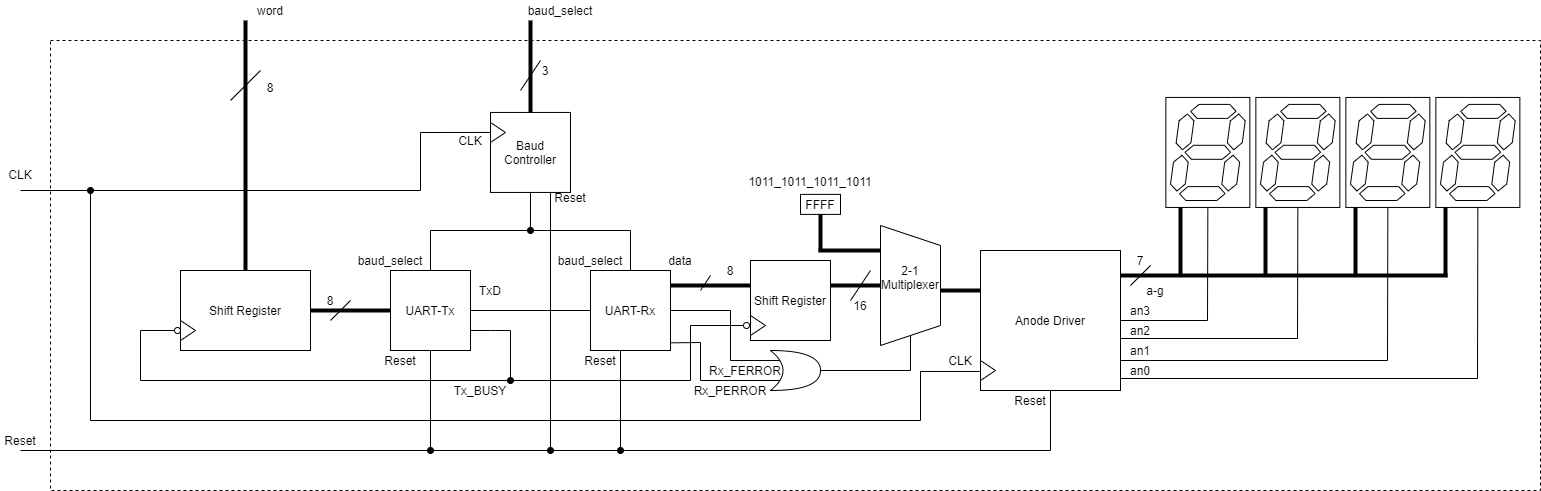 word
baud_select
8
3
CLK
Baud
Controller
CLK
Reset
1011_1011_1011_1011
FFFF
baud_select
baud_select
data
8
2-1
Multiplexer
7
a-g
TxD
8
Shift Register
UART-Tx
UART-Rx
Shift Register
16
Anode Driver
an3
an2
an1
an0
Reset
Reset
CLK
Rx_FERROR
Tx_BUSY
Rx_PERROR
Reset
Reset